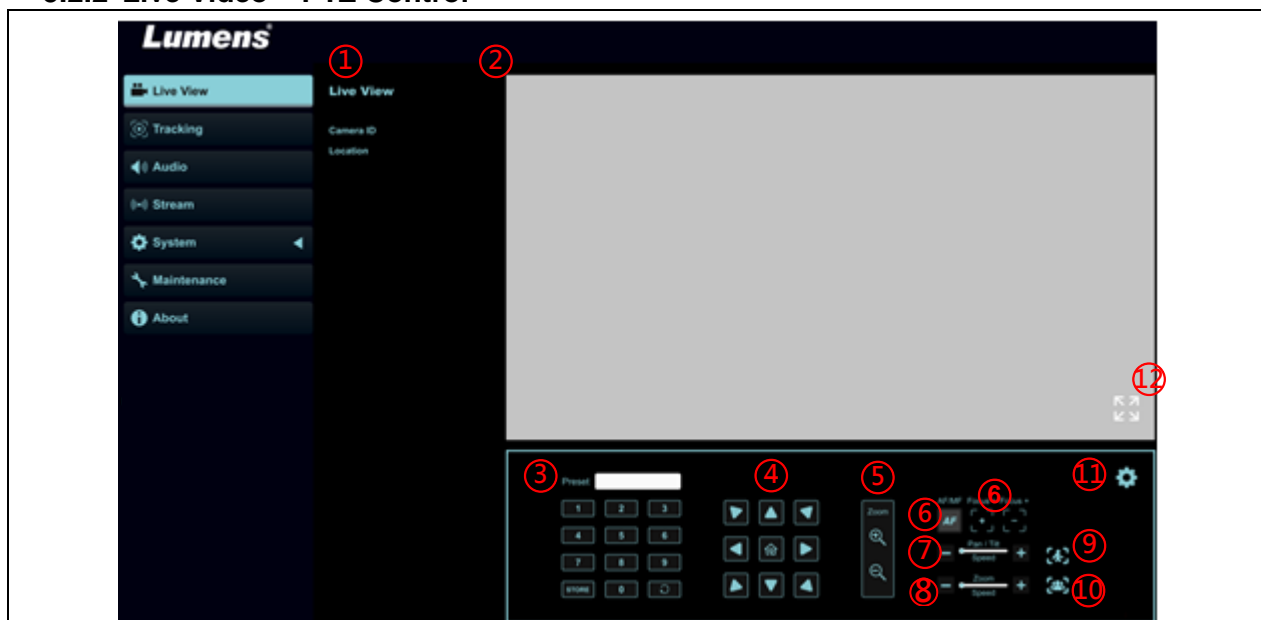 Lumens
①
②
Live View
Live View
Tracking
Camera ID
Location
Audio
Stream
System
Maintenance
About
⑫
③
④
⑤
⑪
Preset
Zoom
⑥
AF/MF
⑥
AF
1 2 3
4 5 6
7 8 9
STORE 0
⑦
Pan / Tilt
Speed
⑨
⑧
Zoom
Speed
⑩